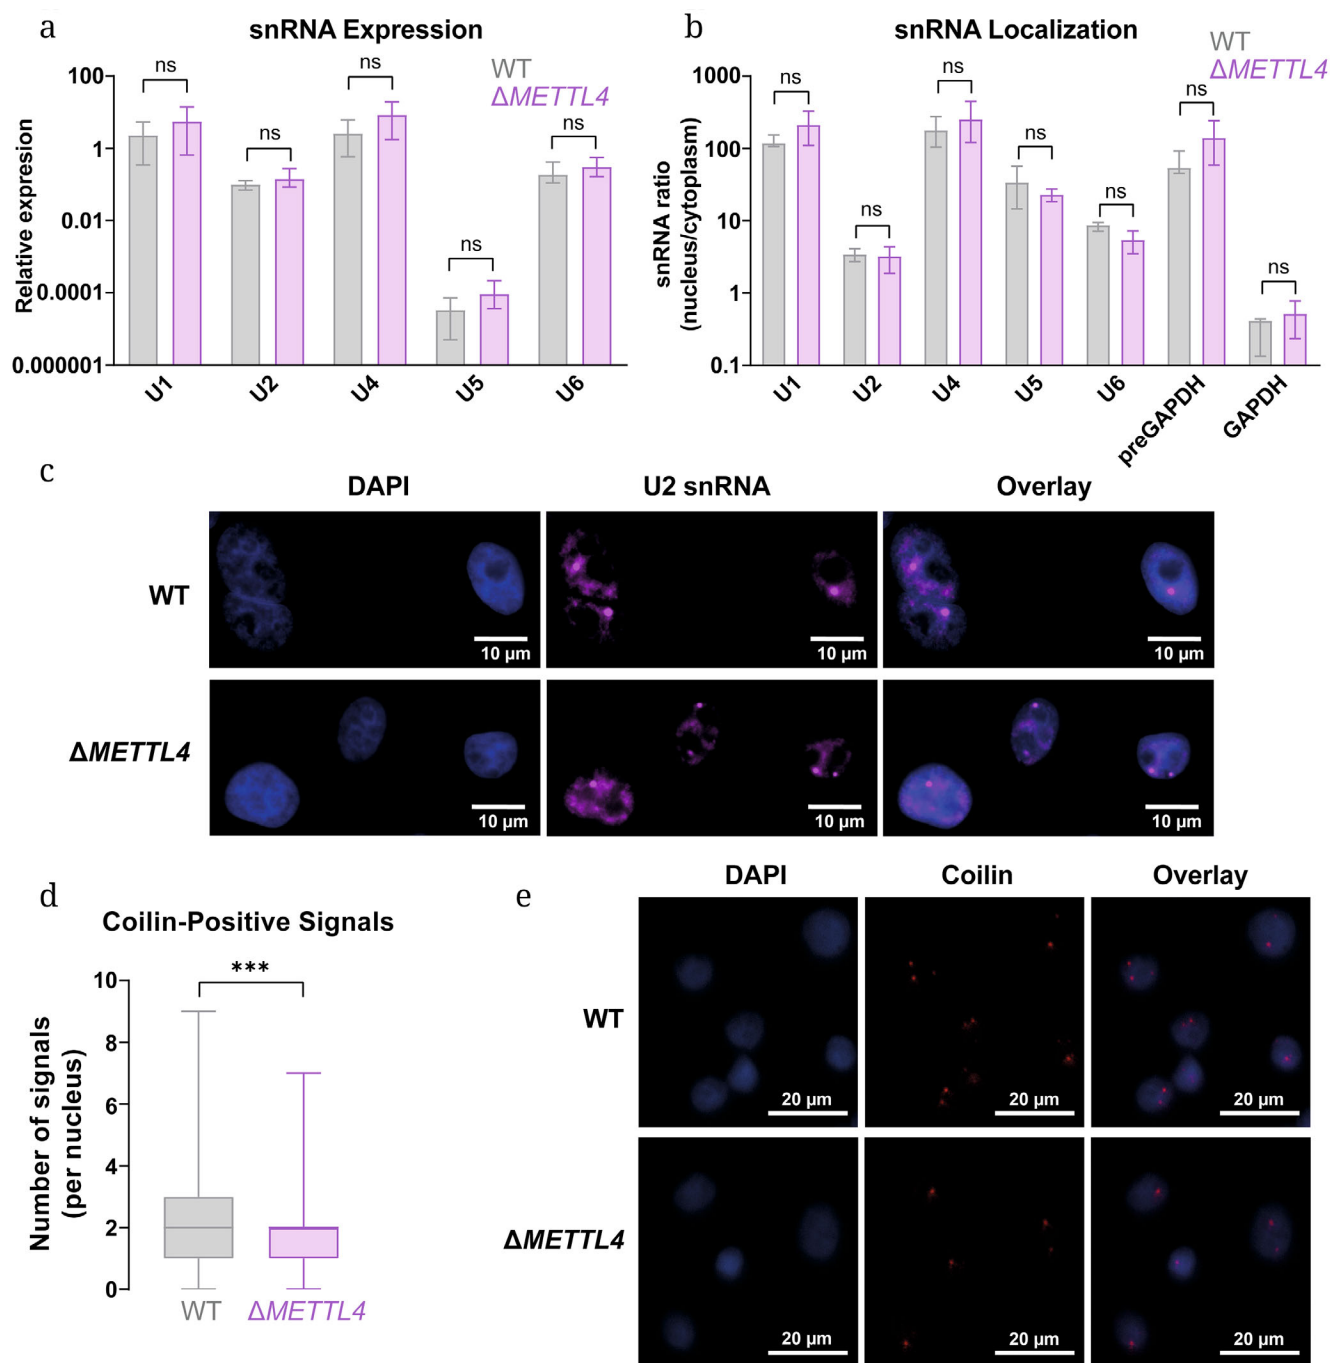 a
snRNA Expression
WT
ΔMETTL4
Relative expresion
100
1
0.01
0.0001
0.000001
ns
ns
ns
ns
ns
U1
U2
U4
U5
U6
b
snRNA Localization
WT
ΔMETTL4
snRNA ratio
(nucleus/cytoplasm)
1000
100
10
1
0.1
ns
ns
ns
ns
ns
ns
ns
U1
U2
U4
U5
U6
preGAPDH
GAPDH
c
DAPI
U2 snRNA
Overlay
WT
10 µm
10 µm
10 µm
ΔMETTL4
10 µm
10 µm
10 µm
d
Coilin-Positive Signals
Number of signals
(per nucleus)
10
8
6
4
2
0
***
WT
ΔMETTL4
e
DAPI
Coilin
Overlay
WT
20 µm
20 µm
20 µm
ΔMETTL4
20 µm
20 µm
20 µm